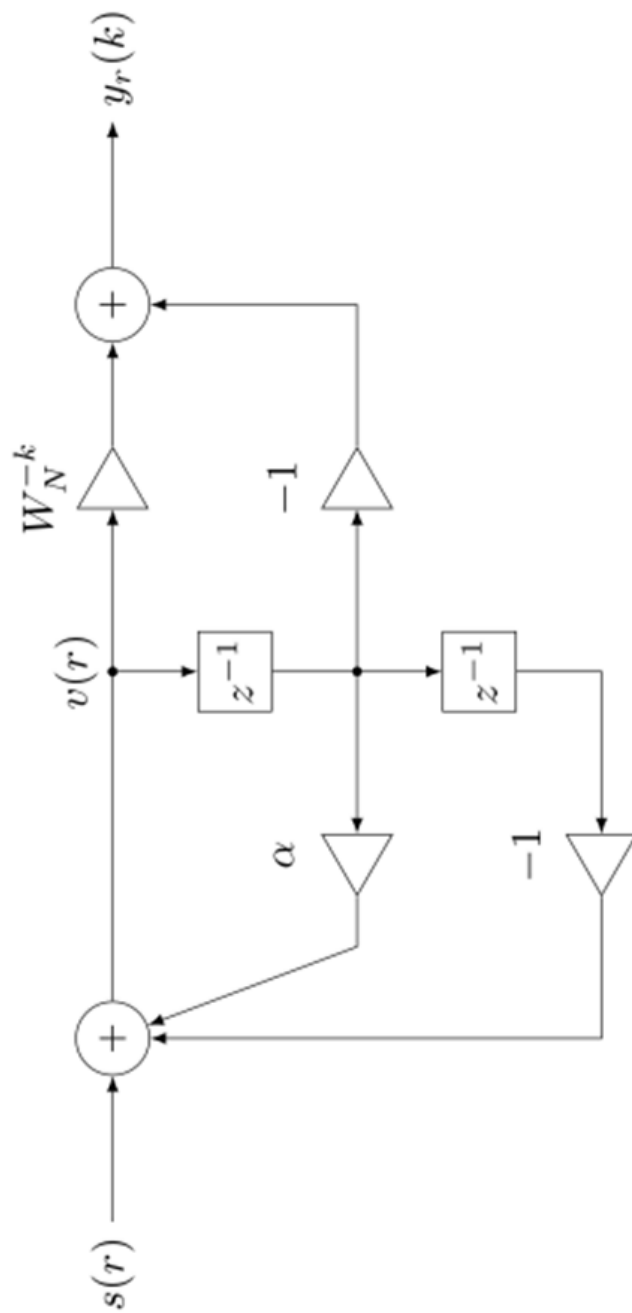 s(r)
v(r)
W_N^{-k}
y_r(k)
z^{-1}
α
−1
z^{-1}
−1
+
+